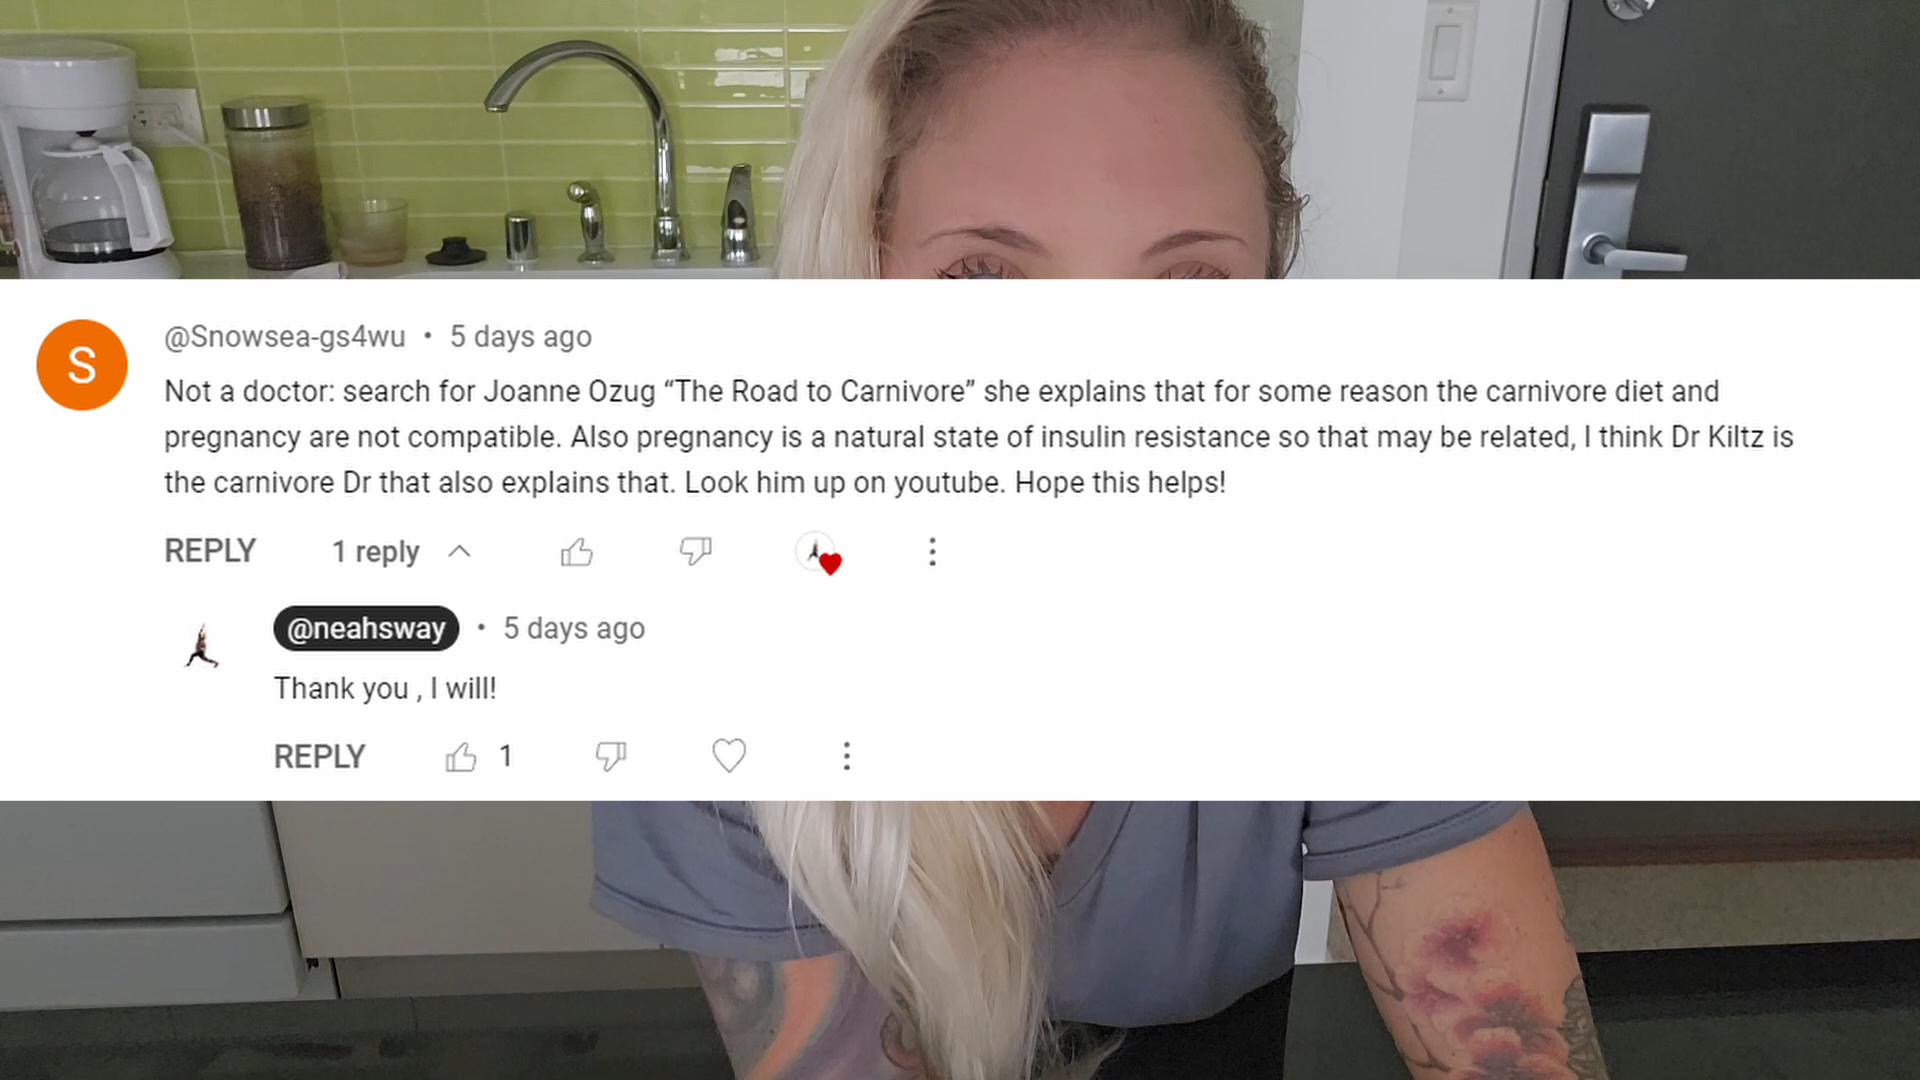 S
@Snowsea-gs4wu • 5 days ago
Not a doctor: search for Joanne Ozug “The Road to Carnivore” she explains that for some reason the carnivore diet and
pregnancy are not compatible. Also pregnancy is a natural state of insulin resistance so that may be related, I think Dr Kiltz is
the carnivore Dr that also explains that. Look him up on youtube. Hope this helps!
REPLY 1 reply
@neahsway • 5 days ago
Thank you , I will!
REPLY 1